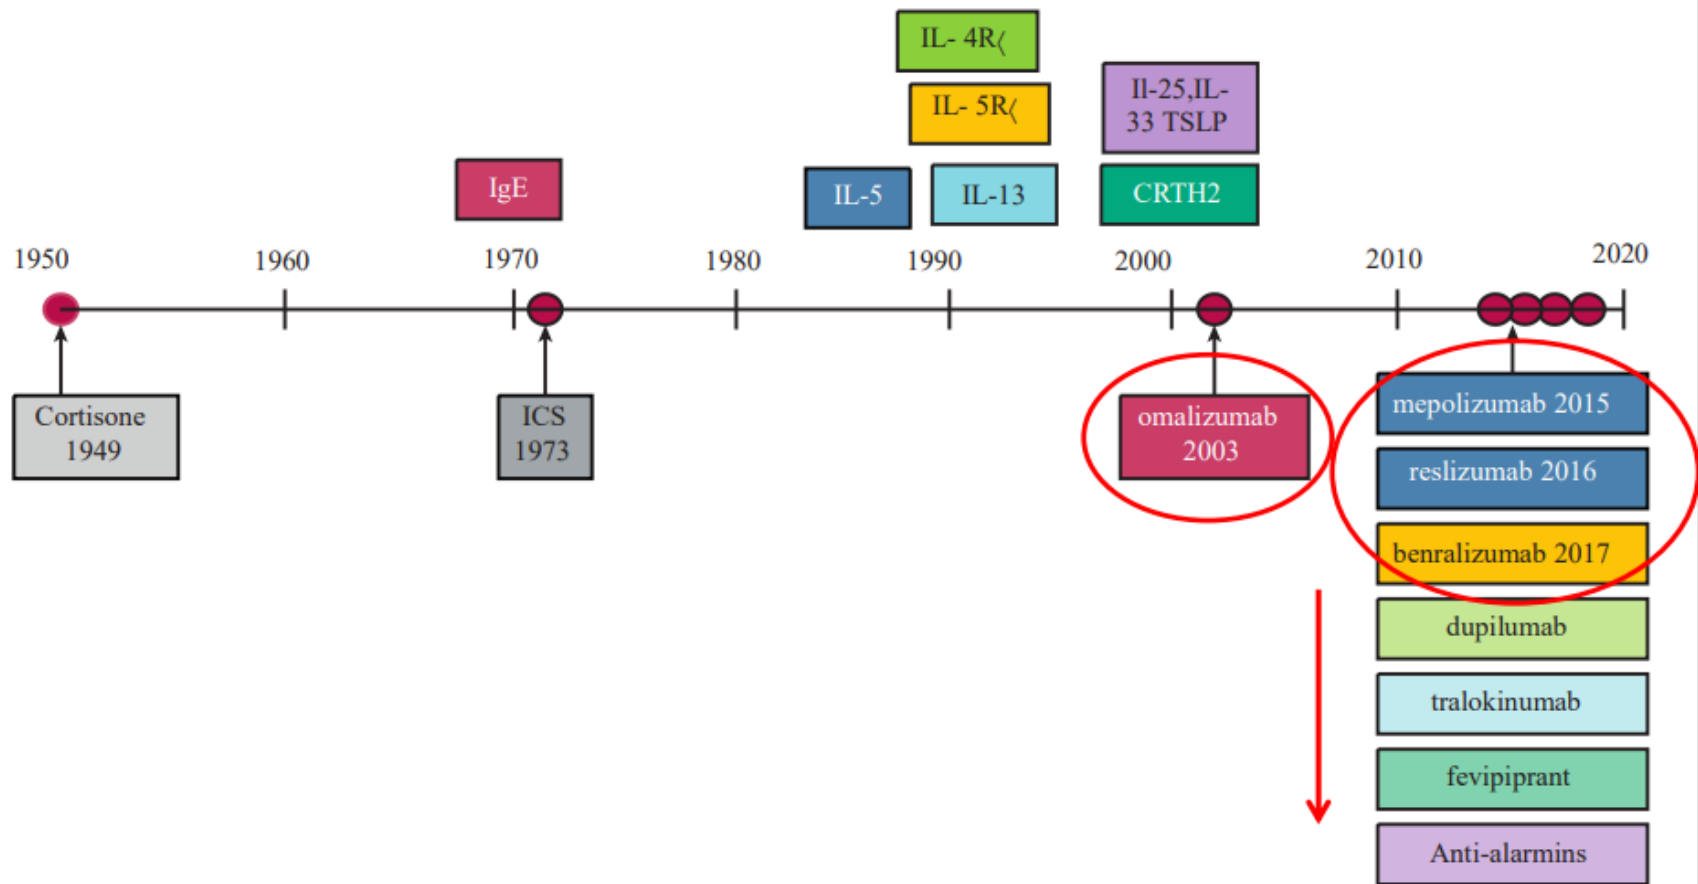 IL- 4R〈
IL- 5R〈
Il-25,IL-
33 TSLP
IgE
IL-5
IL-13
CRTH2
1950
1960
1970
1980
1990
2000
2010
2020
Cortisone
1949
ICS
1973
omalizumab
2003
mepolizumab 2015
reslizumab 2016
benralizumab 2017
dupilumab
tralokinumab
fevipiprant
Anti-alarmins